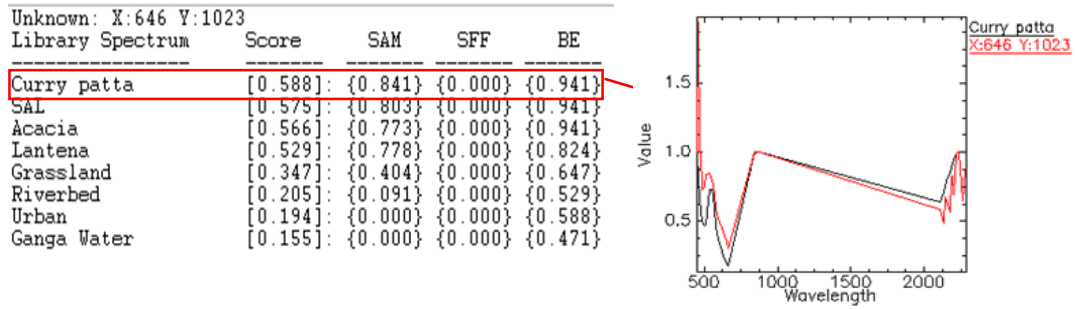 Unknown: X:646 Y:1023
Library Spectrum Score SAM SFF BE
Curry patta [0.588]: {0.841} {0.000} {0.941}
SAL [0.575]: {0.803} {0.000} {0.941}
Acacia [0.566]: {0.773} {0.000} {0.941}
Lantena [0.529]: {0.778} {0.000} {0.824}
Grassland [0.347]: {0.404} {0.000} {0.647}
Riverbed [0.205]: {0.091} {0.000} {0.529}
Urban [0.194]: {0.000} {0.000} {0.588}
Ganga Water [0.155]: {0.000} {0.000} {0.471}
Curry patta
X:646 Y:1023
1.5
1.0
0.5
Value
500 1000 1500 2000
Wavelength